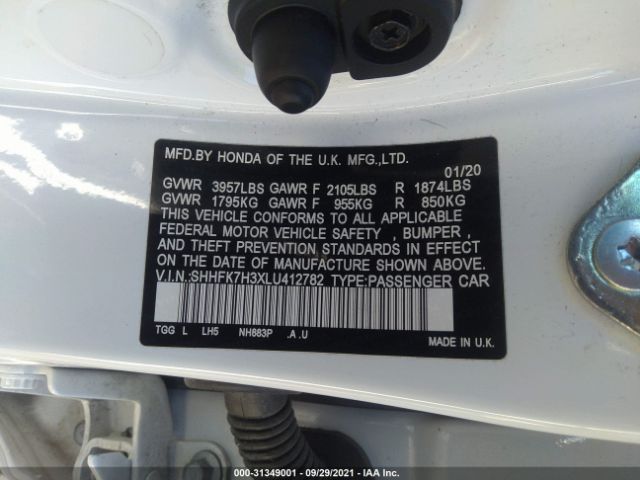 MFD.BY HONDA OF THE U.K. MFG.,LTD.
01/20
GVWR 3957LBS GAWR F 2105LBS R 1874LBS
GVWR 1795KG GAWR F 955KG R 850KG
THIS VEHICLE CONFORMS TO ALL APPLICABLE
FEDERAL MOTOR VEHICLE SAFETY , BUMPER ,
AND THEFT PREVENTION STANDARDS IN EFFECT
ON THE DATE OF MANUFACTURE SHOWN ABOVE.
V.I.N.:SHHFK7H3XLU412782 TYPE:PASSENGER CAR
TGG L LH5 NH883P .A .U
MADE IN U.K.
000-31349001 - 09/29/2021 - IAA Inc.